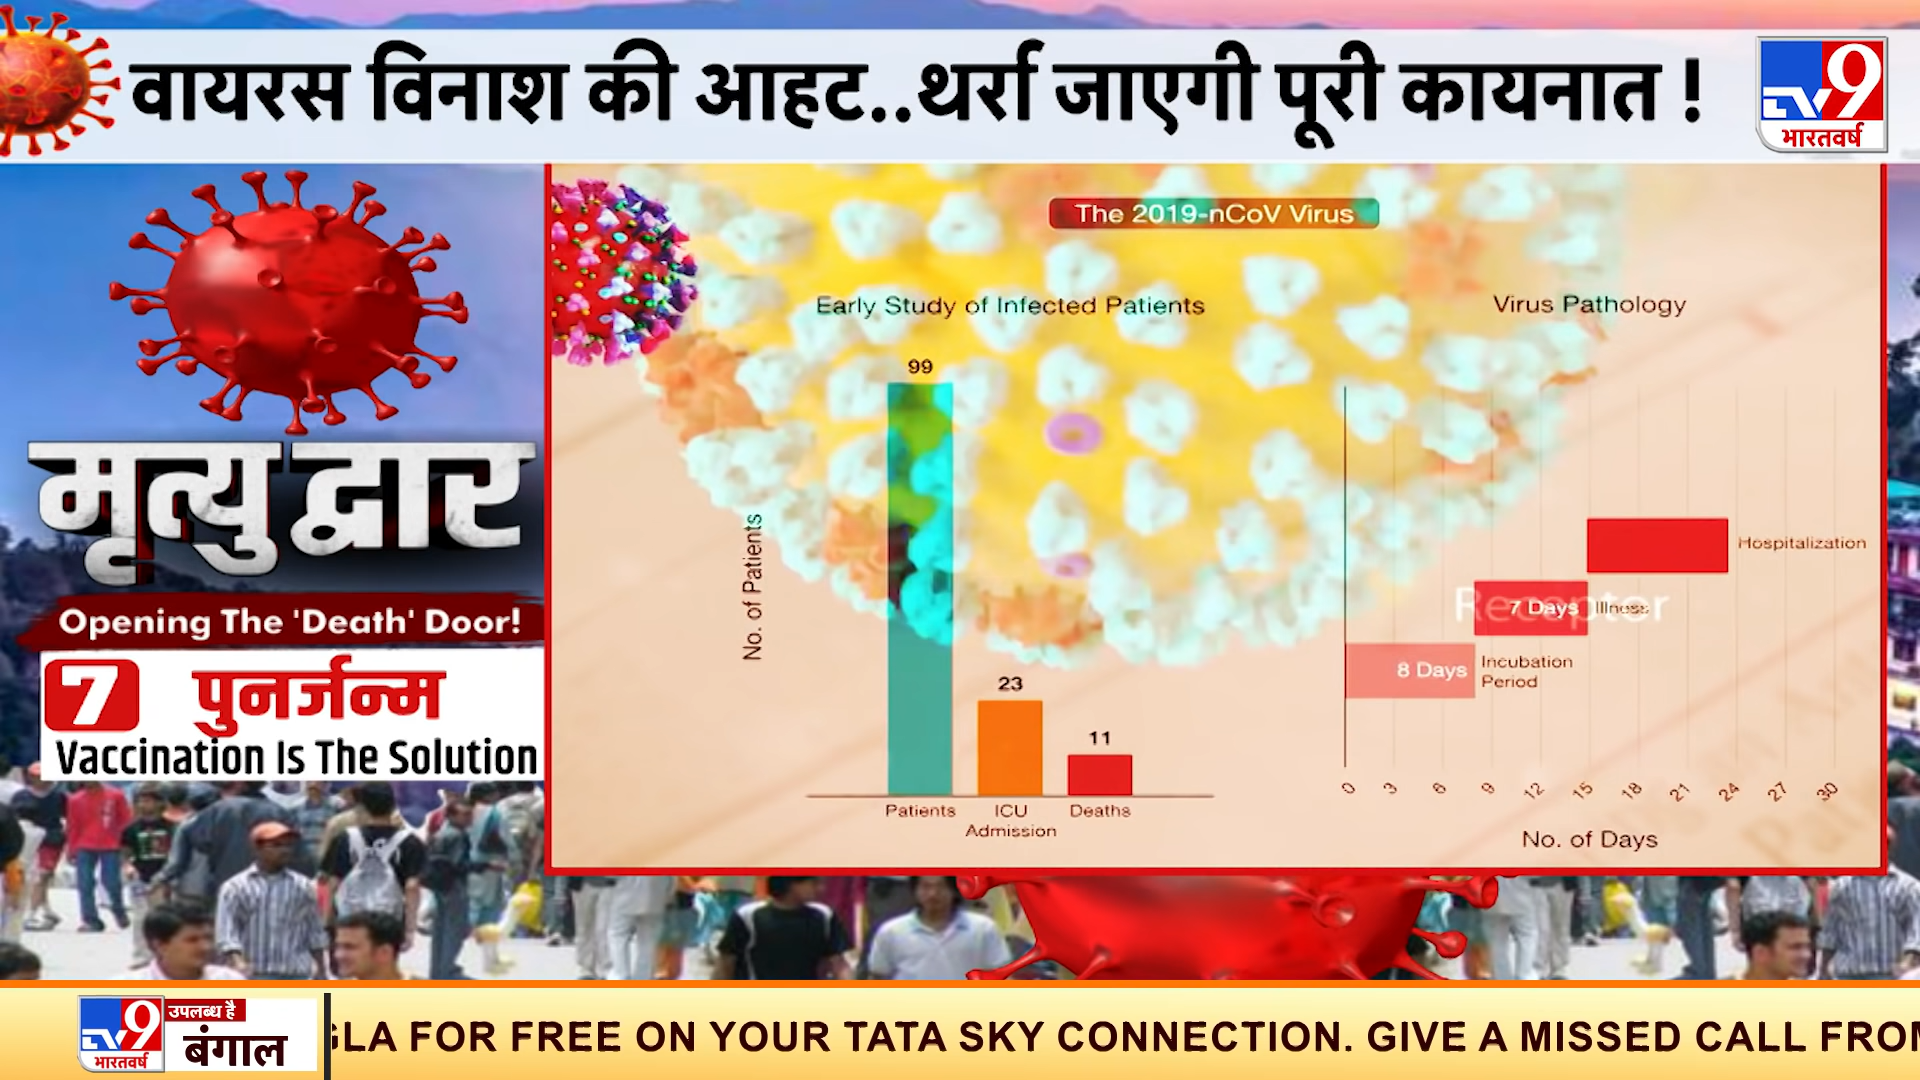 वायरस विनाश की आहट..थर्रा जाएगी पूरी कायनात !
TV9
भारतवर्ष
मृत्यु द्वार
Opening The 'Death' Door!
7 पुनर्जन्म
Vaccination Is The Solution
The 2019-nCoV Virus
Early Study of Infected Patients
No. of Patients
99
23
11
Patients
ICU Admission
Deaths
Virus Pathology
Hospitalization
Receptor
7 Days
Illness
8 Days
Incubation
Period
0 3 6 9 12 15 18 21 24 27 30
No. of Days
TV9
भारतवर्ष
उपलब्ध है
बंगाल
GLA FOR FREE ON YOUR TATA SKY CONNECTION. GIVE A MISSED CALL FROM